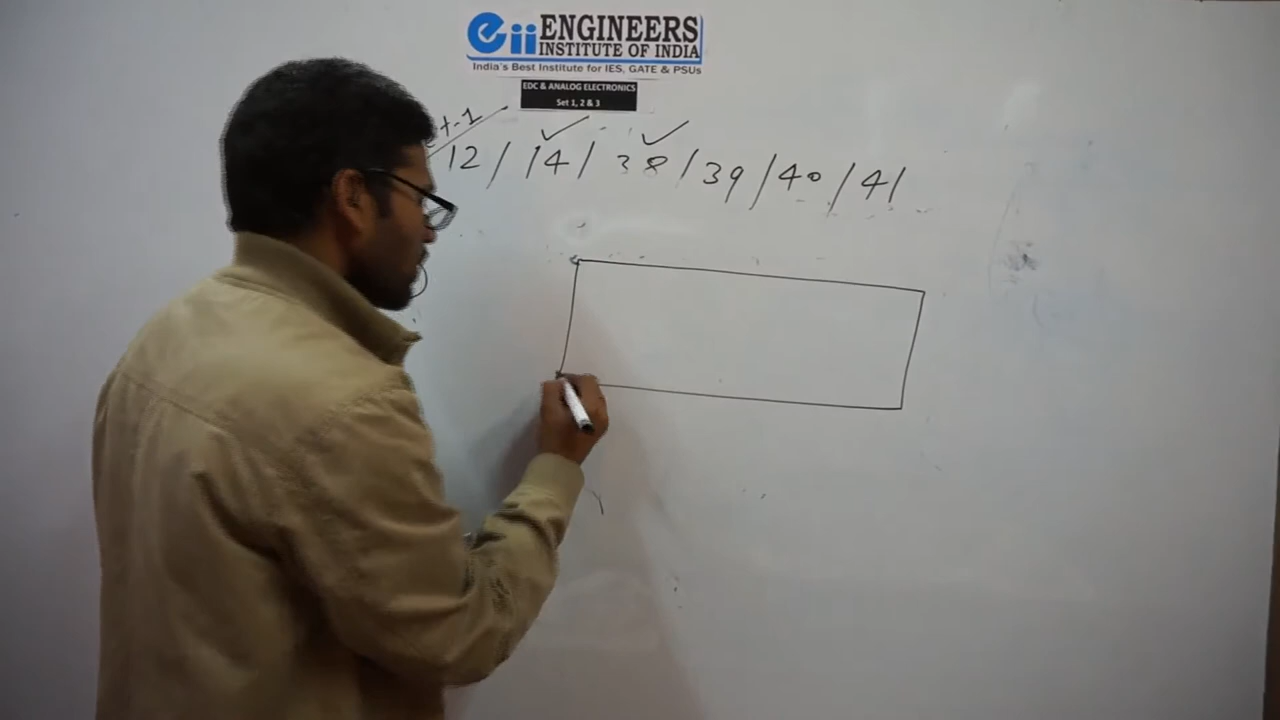 eii ENGINEERS
INSTITUTE OF INDIA
India's Best Institute for IES, GATE & PSUs
EDC & ANALOG ELECTRONICS
Set 1, 2 & 3
12 / 14 / 38 / 39 / 40 / 41